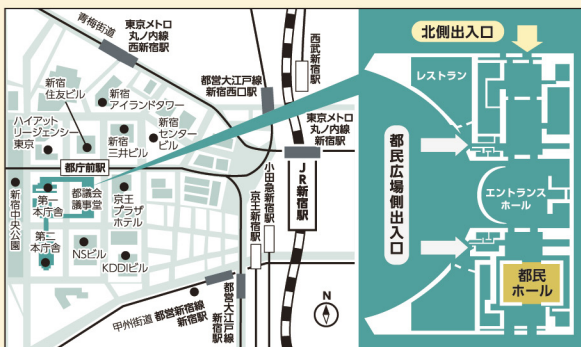 青梅街道
東京メトロ
丸ノ内線
西新宿駅
西武新宿駅
都営大江戸線
新宿西口駅
新宿
住友ビル
新宿
アイランドタワー
ハイアット
リージェンシー
東京
新宿
三井ビル
新宿
センター
ビル
東京メトロ
丸ノ内線
新宿駅
都庁前駅
新宿中央公園
第一
本庁舎
都議会
議事堂
京王
プラザ
ホテル
第二
本庁舎
NSビル
KDDIビル
小田急新宿駅
京王新宿駅
JR新宿駅
甲州街道
都営新宿線
新宿駅
都営大江戸線
新宿駅
N
北側出入口
レストラン
都民広場側出入口
エントランス
ホール
都民
ホール